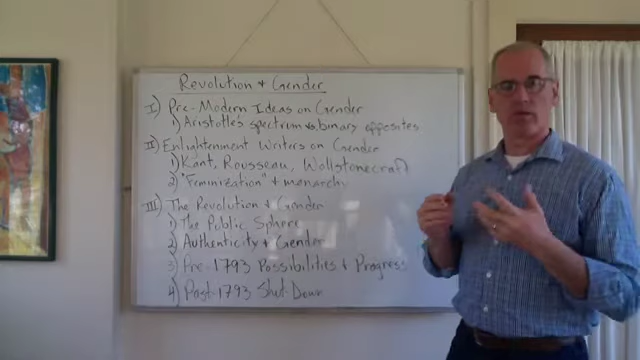 Revolution + Gender
I) Pre-Modern Ideas on Gender
1) Aristotle's spectrum vs. binary opposites
II) Enlightenment Writers on Gender
1) Kant, Rousseau, Wollstonecraft
2) "Feminization" + monarchy
III) The Revolution + Gender
1) The Public Sphere
2) Authenticity + Gender
3) Pre-1793 Possibilities + Progress
4) Post-1793 Shut-Down